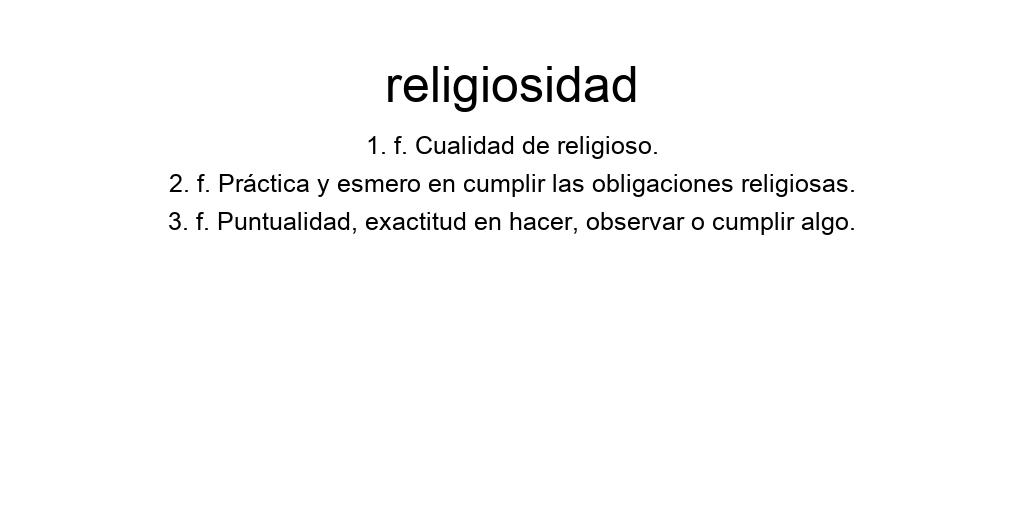 religiosidad
1. f. Cualidad de religioso.
2. f. Práctica y esmero en cumplir las obligaciones religiosas.
3. f. Puntualidad, exactitud en hacer, observar o cumplir algo.